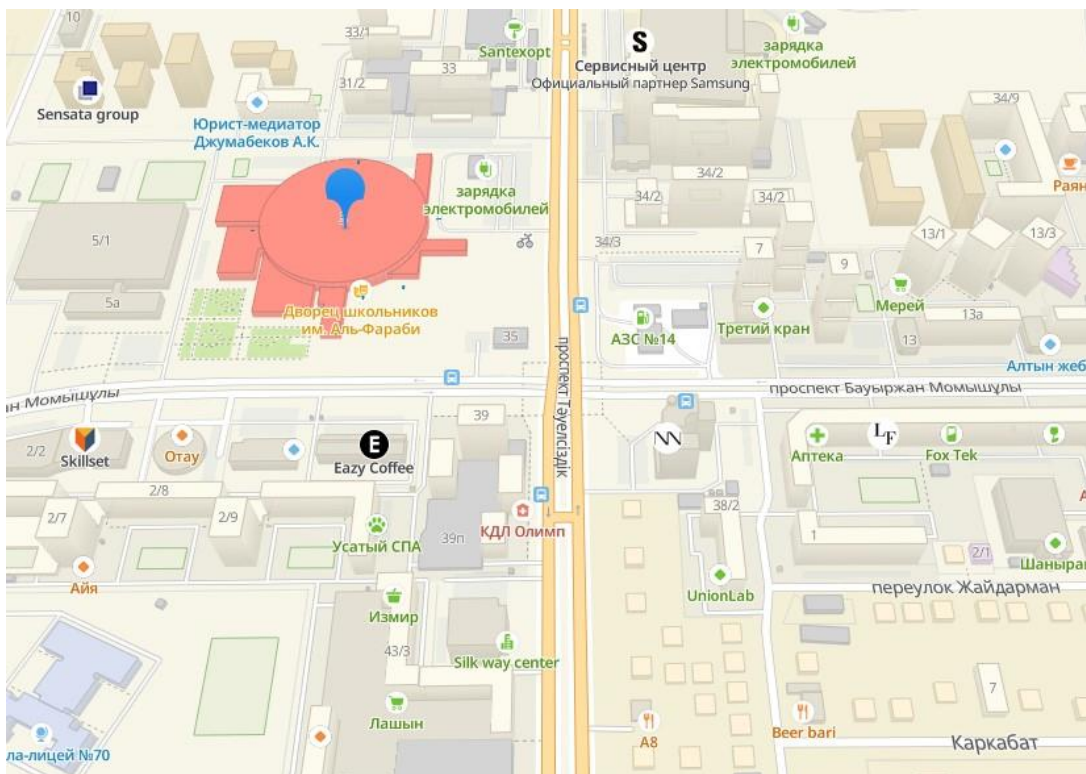 10
33/1
Santexopt
S
Сервисный центр
Официальный партнер Samsung
зарядка
электромобилей
31/2
33
Sensata group
Юрист-медиатор
Джумабеков А.К.
34/9
Раян
зарядка
электромобилей
34/2
34/2
34/2
5/1
34/3
7
9
13/1
13/3
5а
Дворец школьников
им. Аль-Фараби
35
АЗС №14
Третий кран
Мерей
13
13а
Алтын жеб
проспект Тәуелсіздік
ан Момышұлы
проспект Бауыржан Момышұлы
39
2/2
Skillset
Отау
E
Eazy Coffee
Аптека
LF
Fox Tek
2/8
2/7
2/9
Усатый СПА
39п
КДЛ Олимп
38/2
1
2/1
Шаныра
Айя
UnionLab
переулок Жайдарман
Измир
43/3
Silk way center
7
Лашын
А8
Beer bari
Каркабат
ла-лицей №70